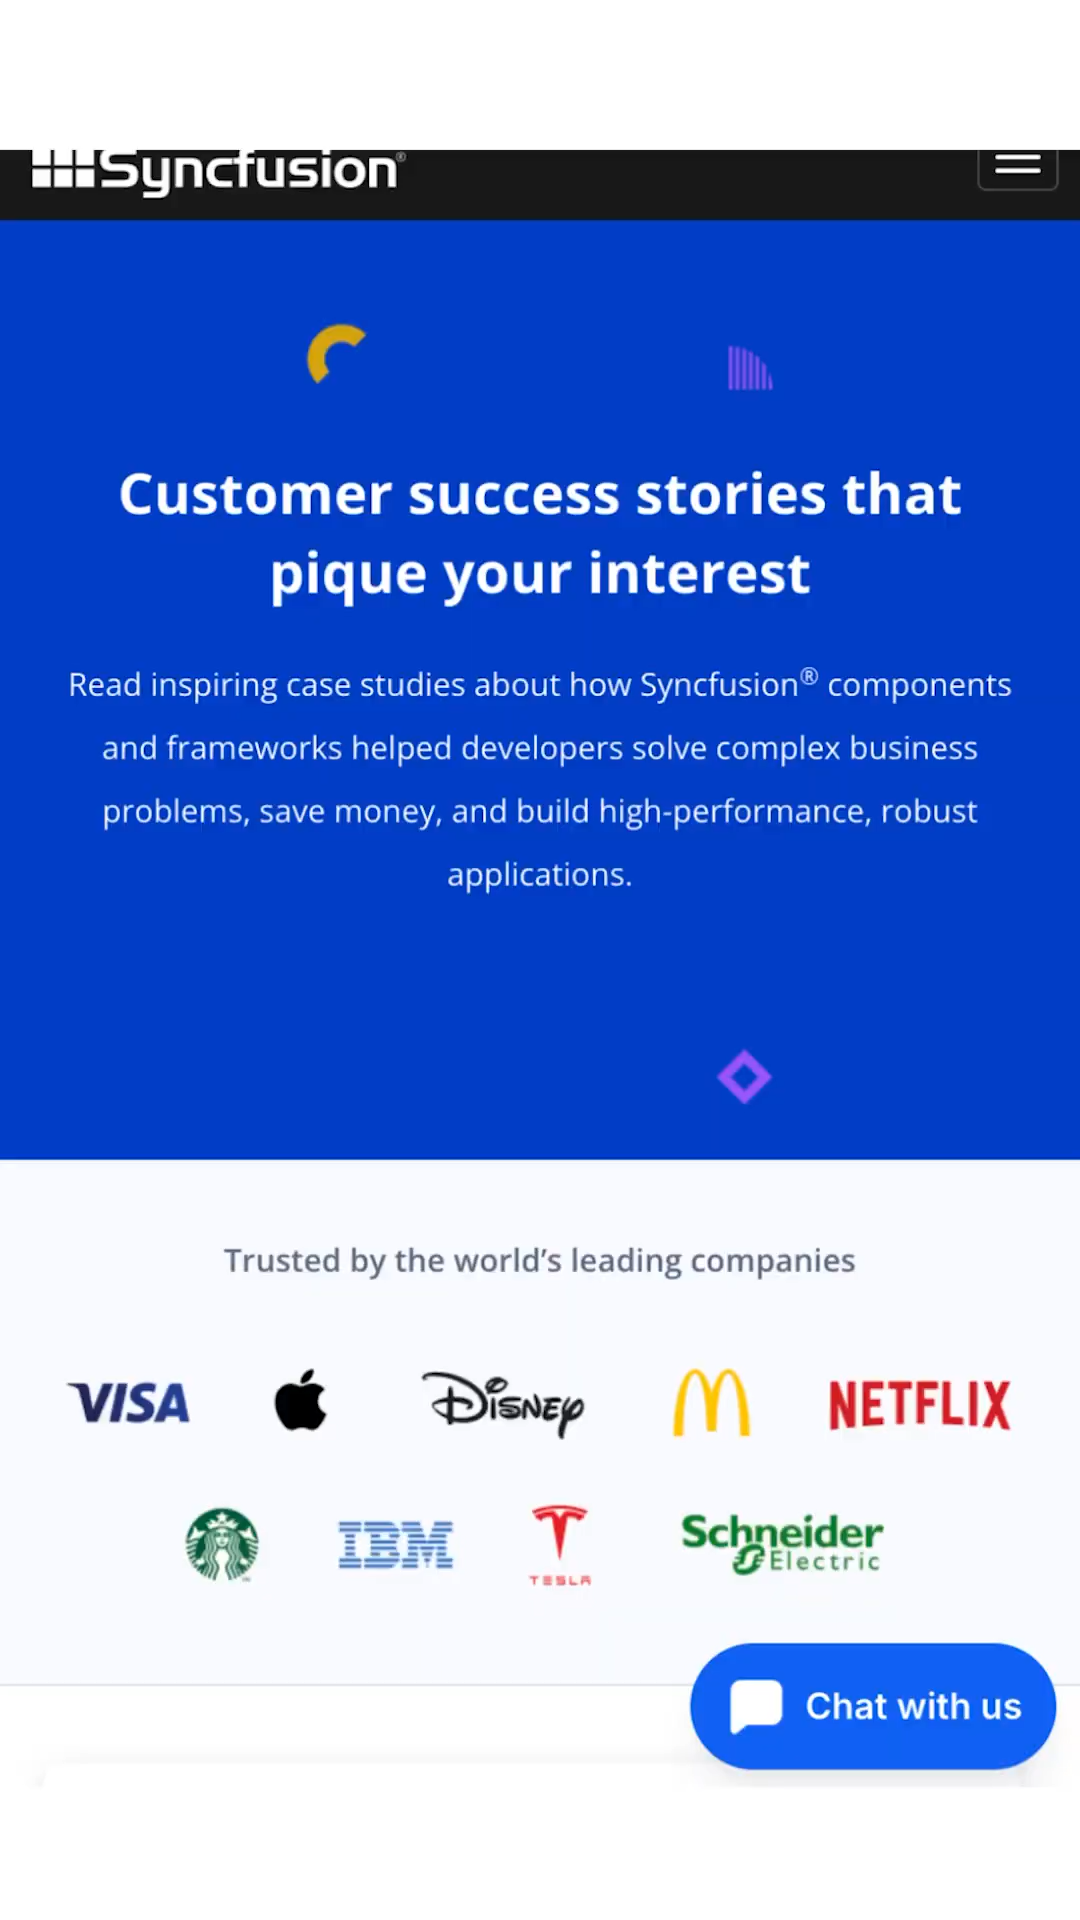 Syncfusion®
Customer success stories that
pique your interest
Read inspiring case studies about how Syncfusion® components
and frameworks helped developers solve complex business
problems, save money, and build high-performance, robust
applications.
Trusted by the world’s leading companies
VISA
Disney
NETFLIX
IBM
TESLA
Schneider
Electric
Chat with us